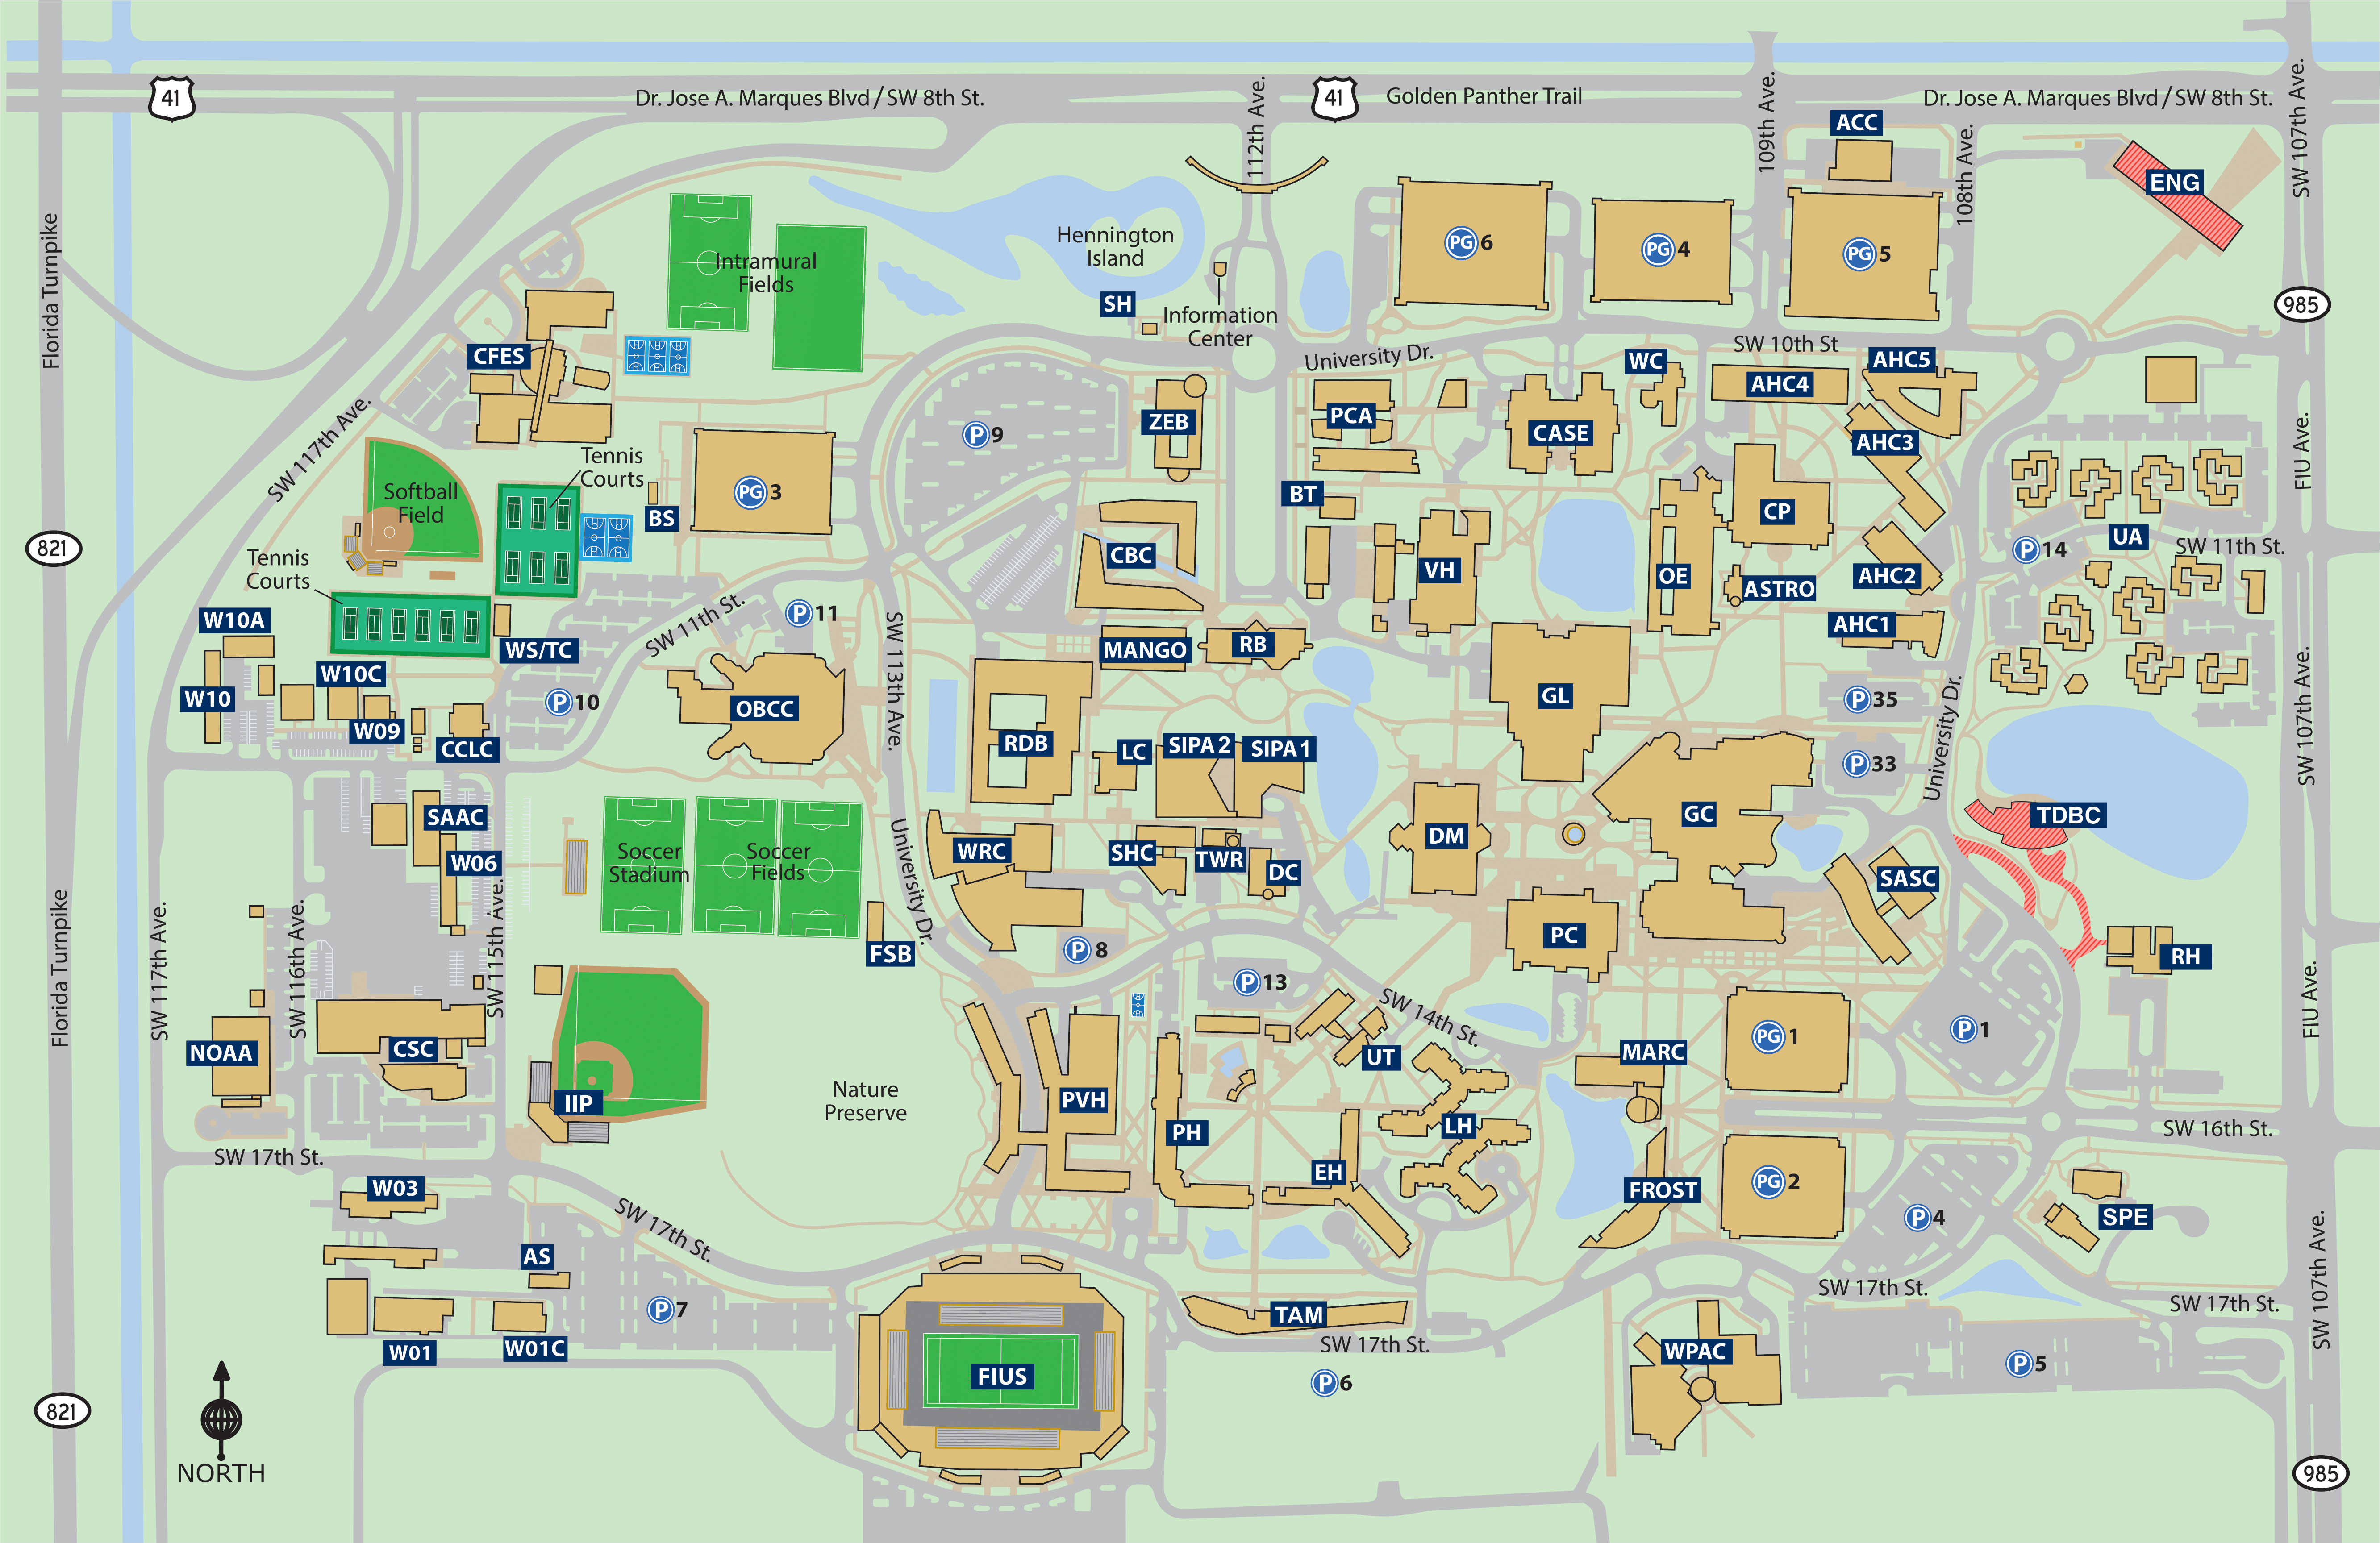 41
Dr. Jose A. Marques Blvd / SW 8th St.
112th Ave.
41
Golden Panther Trail
109th Ave.
Dr. Jose A. Marques Blvd / SW 8th St.
SW 107th Ave.
ACC
108th Ave.
ENG
Florida Turnpike
Intramural
Fields
Hennington
Island
SH
Information
Center
PG 6
PG 4
PG 5
985
CFES
University Dr.
WC
SW 10th St
AHC4
AHC5
SW 117th Ave.
P 9
ZEB
PCA
CASE
AHC3
FIU Ave.
Softball
Field
Tennis
Courts
PG 3
BS
BT
CP
821
Tennis
Courts
CBC
VH
OE
ASTRO
AHC2
P 14
UA
SW 11th St.
W10A
WS/TC
SW 11th St.
P 11
SW 113th Ave.
MANGO
RB
AHC1
W10C
W10
W09
CCLC
P 10
OBCC
RDB
LC
SIPA 2
SIPA 1
GL
P 35
P 33
University Dr.
SW 107th Ave.
SAAC
W06
Soccer
Stadium
Soccer
Fields
University Dr.
WRC
SHC
TWR
DC
DM
GC
SASC
TDBC
Florida Turnpike
SW 117th Ave.
SW 116th Ave.
SW 115th Ave.
FSB
P 8
P 13
PC
RH
SW 14th St.
FIU Ave.
NOAA
CSC
IIP
Nature
Preserve
PVH
PH
UT
LH
EH
MARC
PG 1
P 1
SW 16th St.
SW 17th St.
W03
SW 17th St.
FROST
PG 2
P 4
SPE
AS
P 7
W01
W01C
FIUS
TAM
SW 17th St.
P 6
WPAC
SW 17th St.
P 5
SW 17th St.
SW 107th Ave.
821
NORTH
985